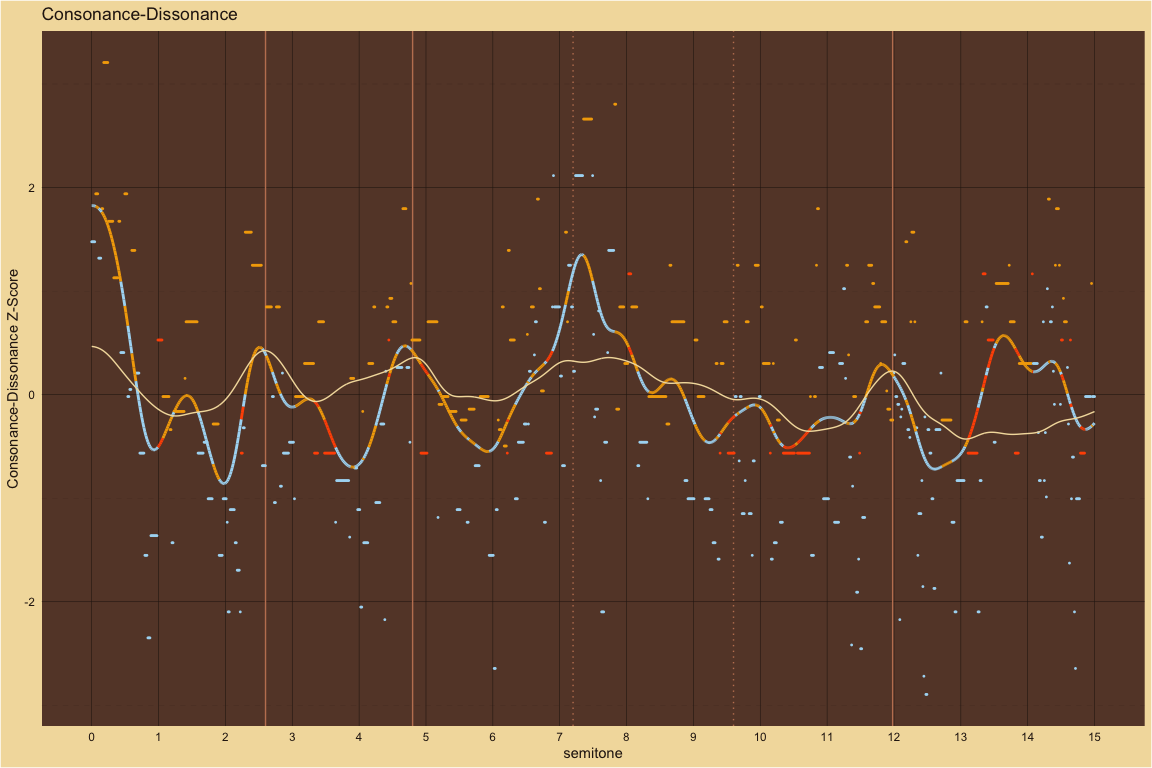 Consonance-Dissonance
Consonance-Dissonance Z-Score
2
0
-2
0 1 2 3 4 5 6 7 8 9 10 11 12 13 14 15
semitone